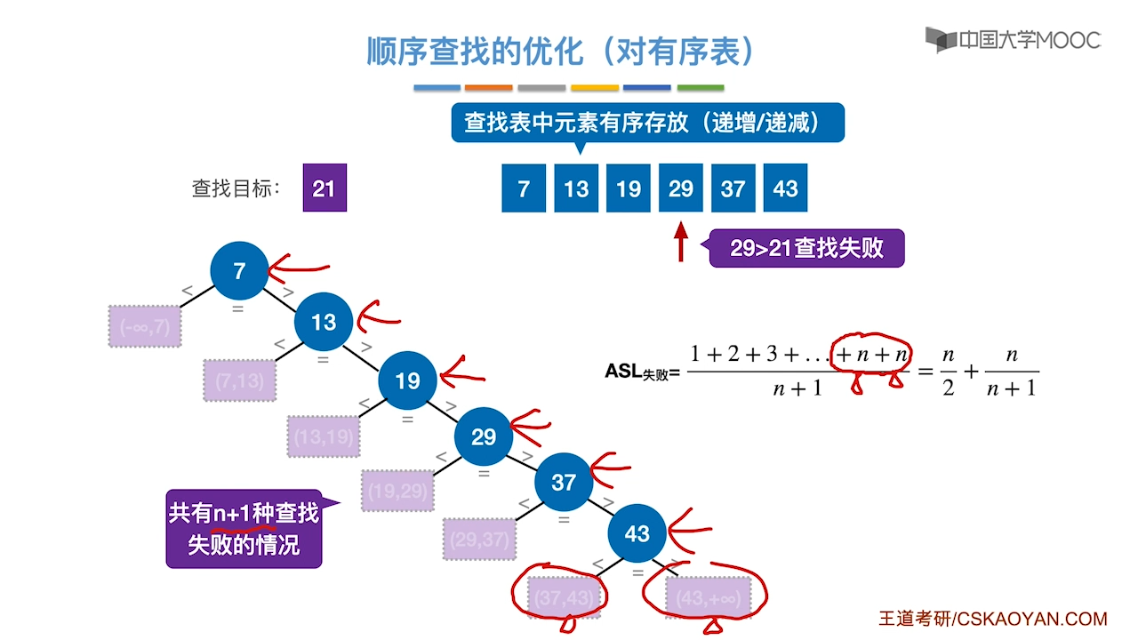 顺序查找的优化（对有序表）
中国大学MOOC
查找表中元素有序存放（递增/递减）
查找目标： 21
7 13 19 29 37 43
29>21查找失败
7
< = >
(-∞,7)
13
< = >
(7,13)
19
< = >
(13,19)
29
< = >
(19,29)
37
< = >
(29,37)
43
< = >
(37,43) (43,+∞)
ASL失败= (1 + 2 + 3 + … + n + n)/(n + 1) = n/2 + n/(n + 1)
共有n+1种查找
失败的情况
王道考研/CSKAOYAN.COM